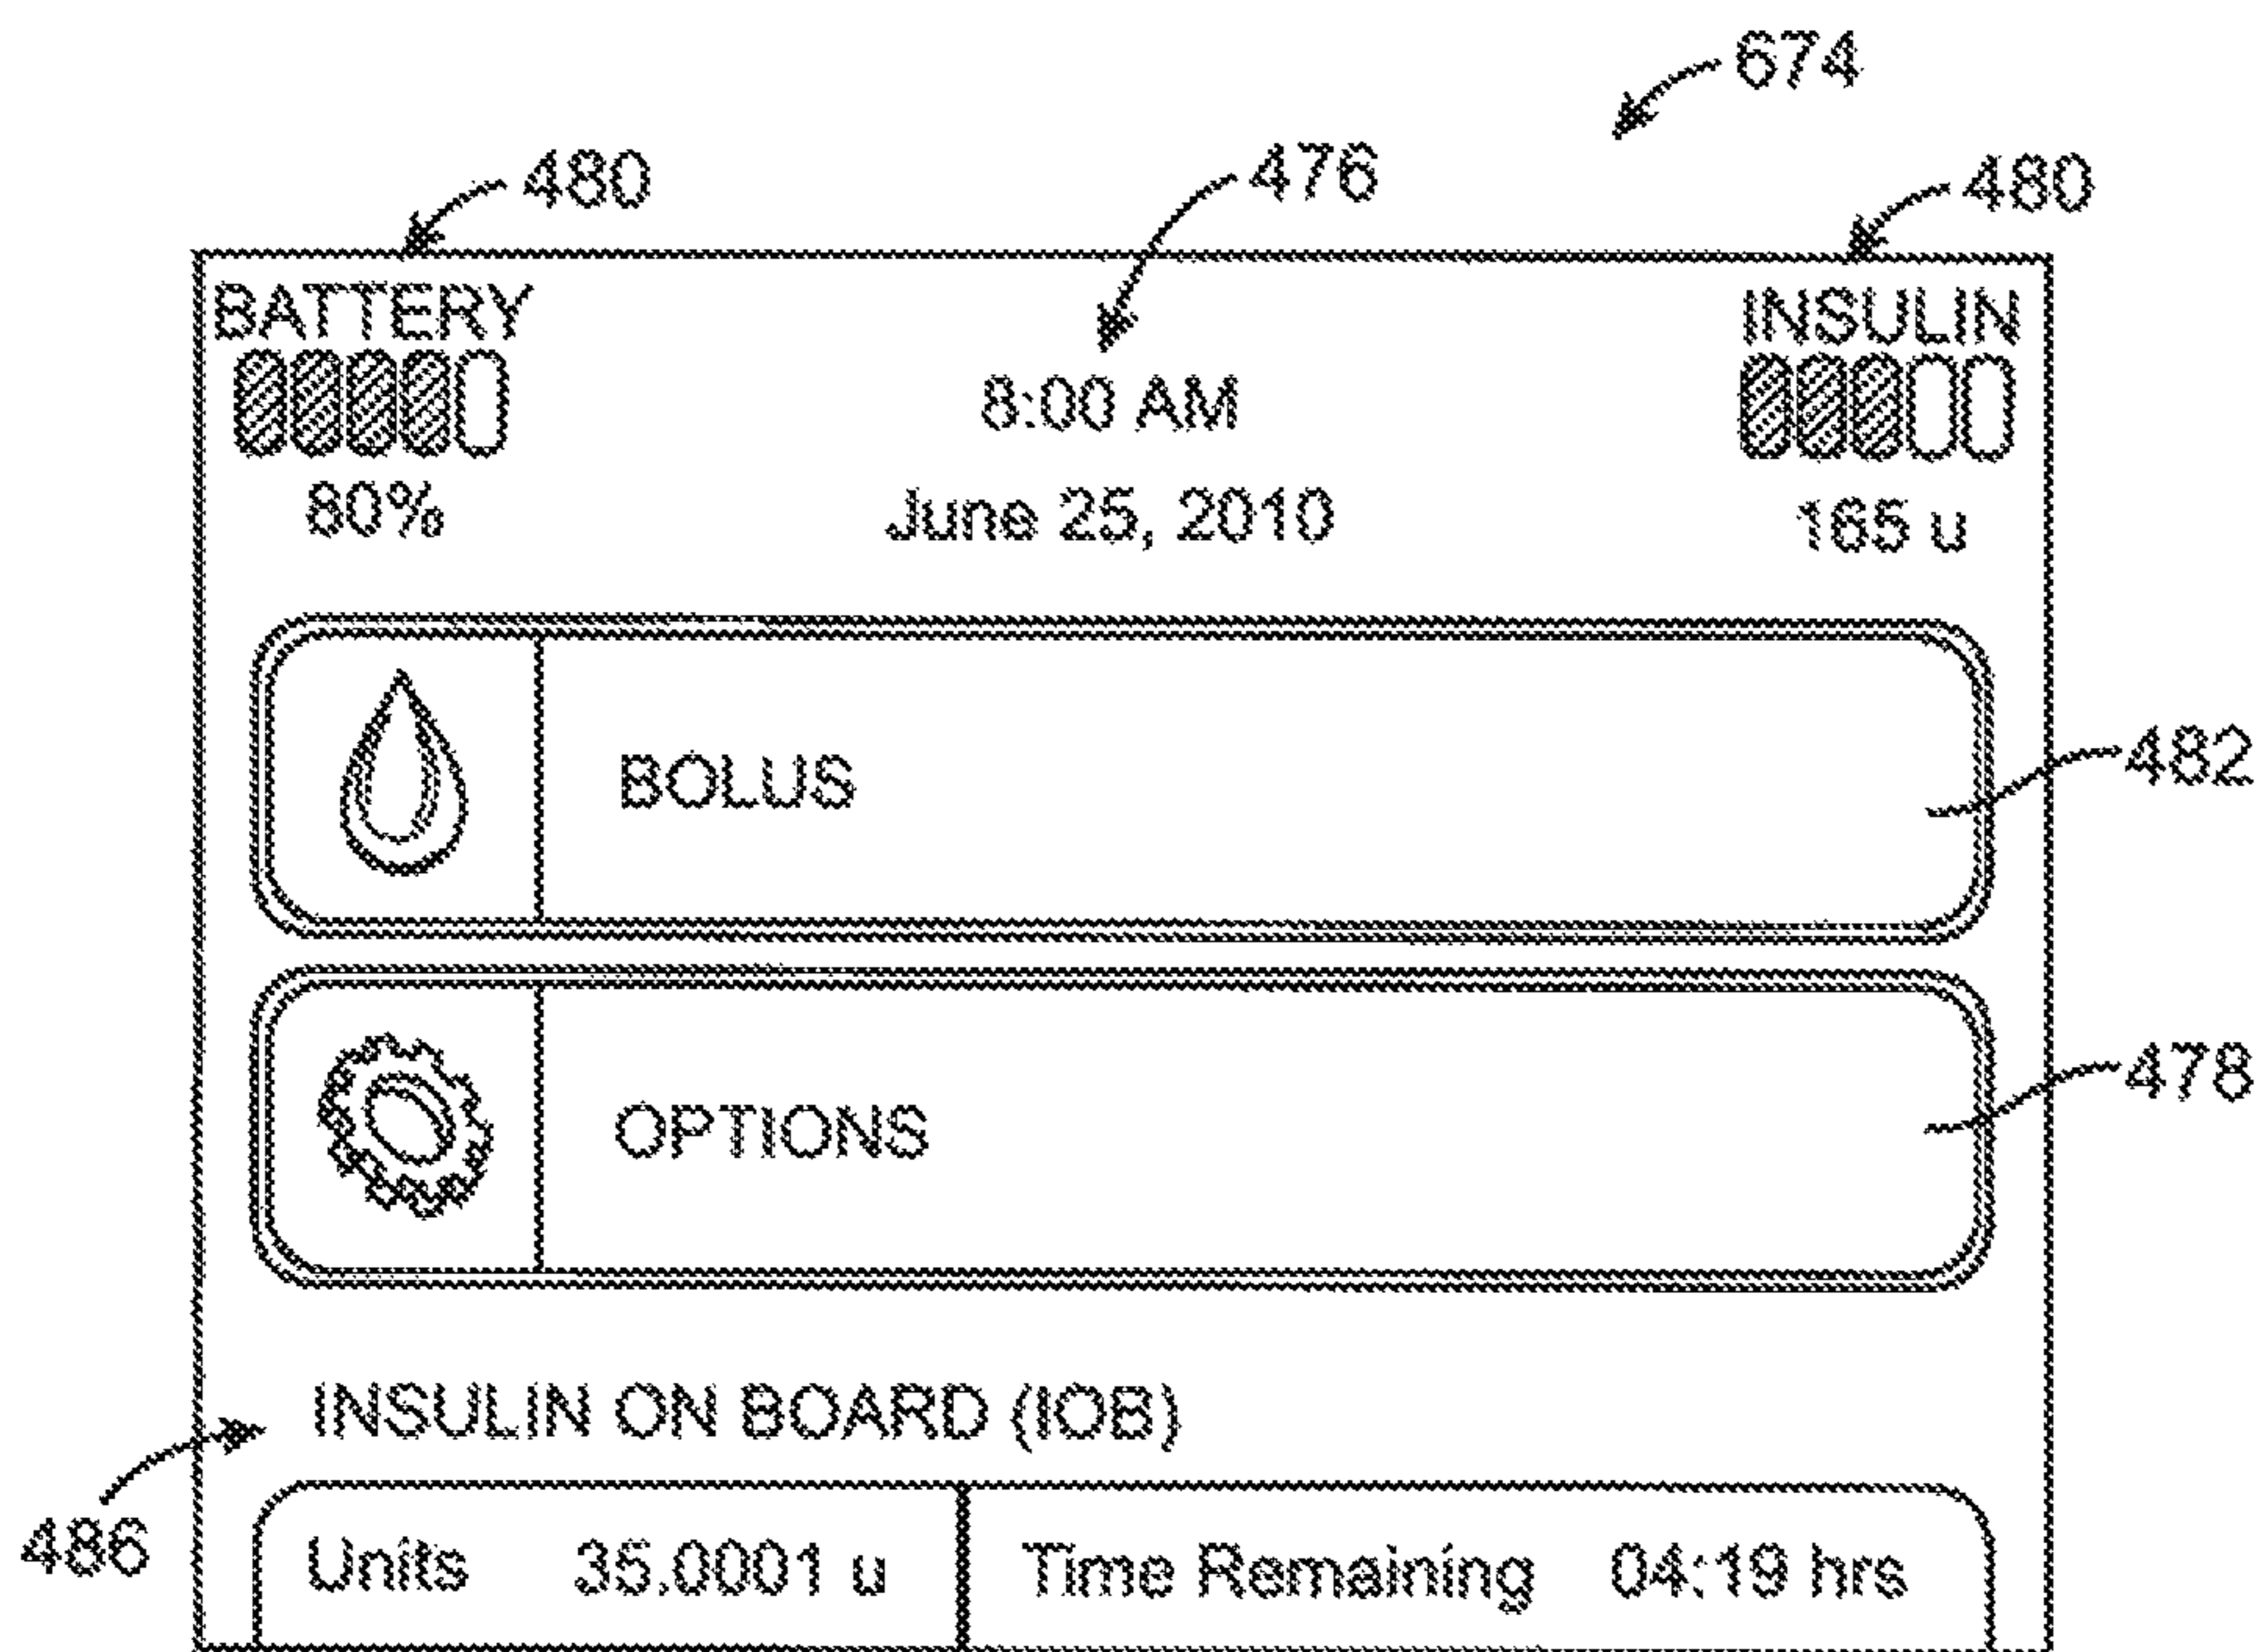 674
480 476 480
BATTERY INSULIN
8:00 AM
80% June 25, 2010 165 u
BOLUS 482
OPTIONS 478
INSULIN ON BOARD (IOB)
486
Units 35.0001 u Time Remaining 04:19 hrs